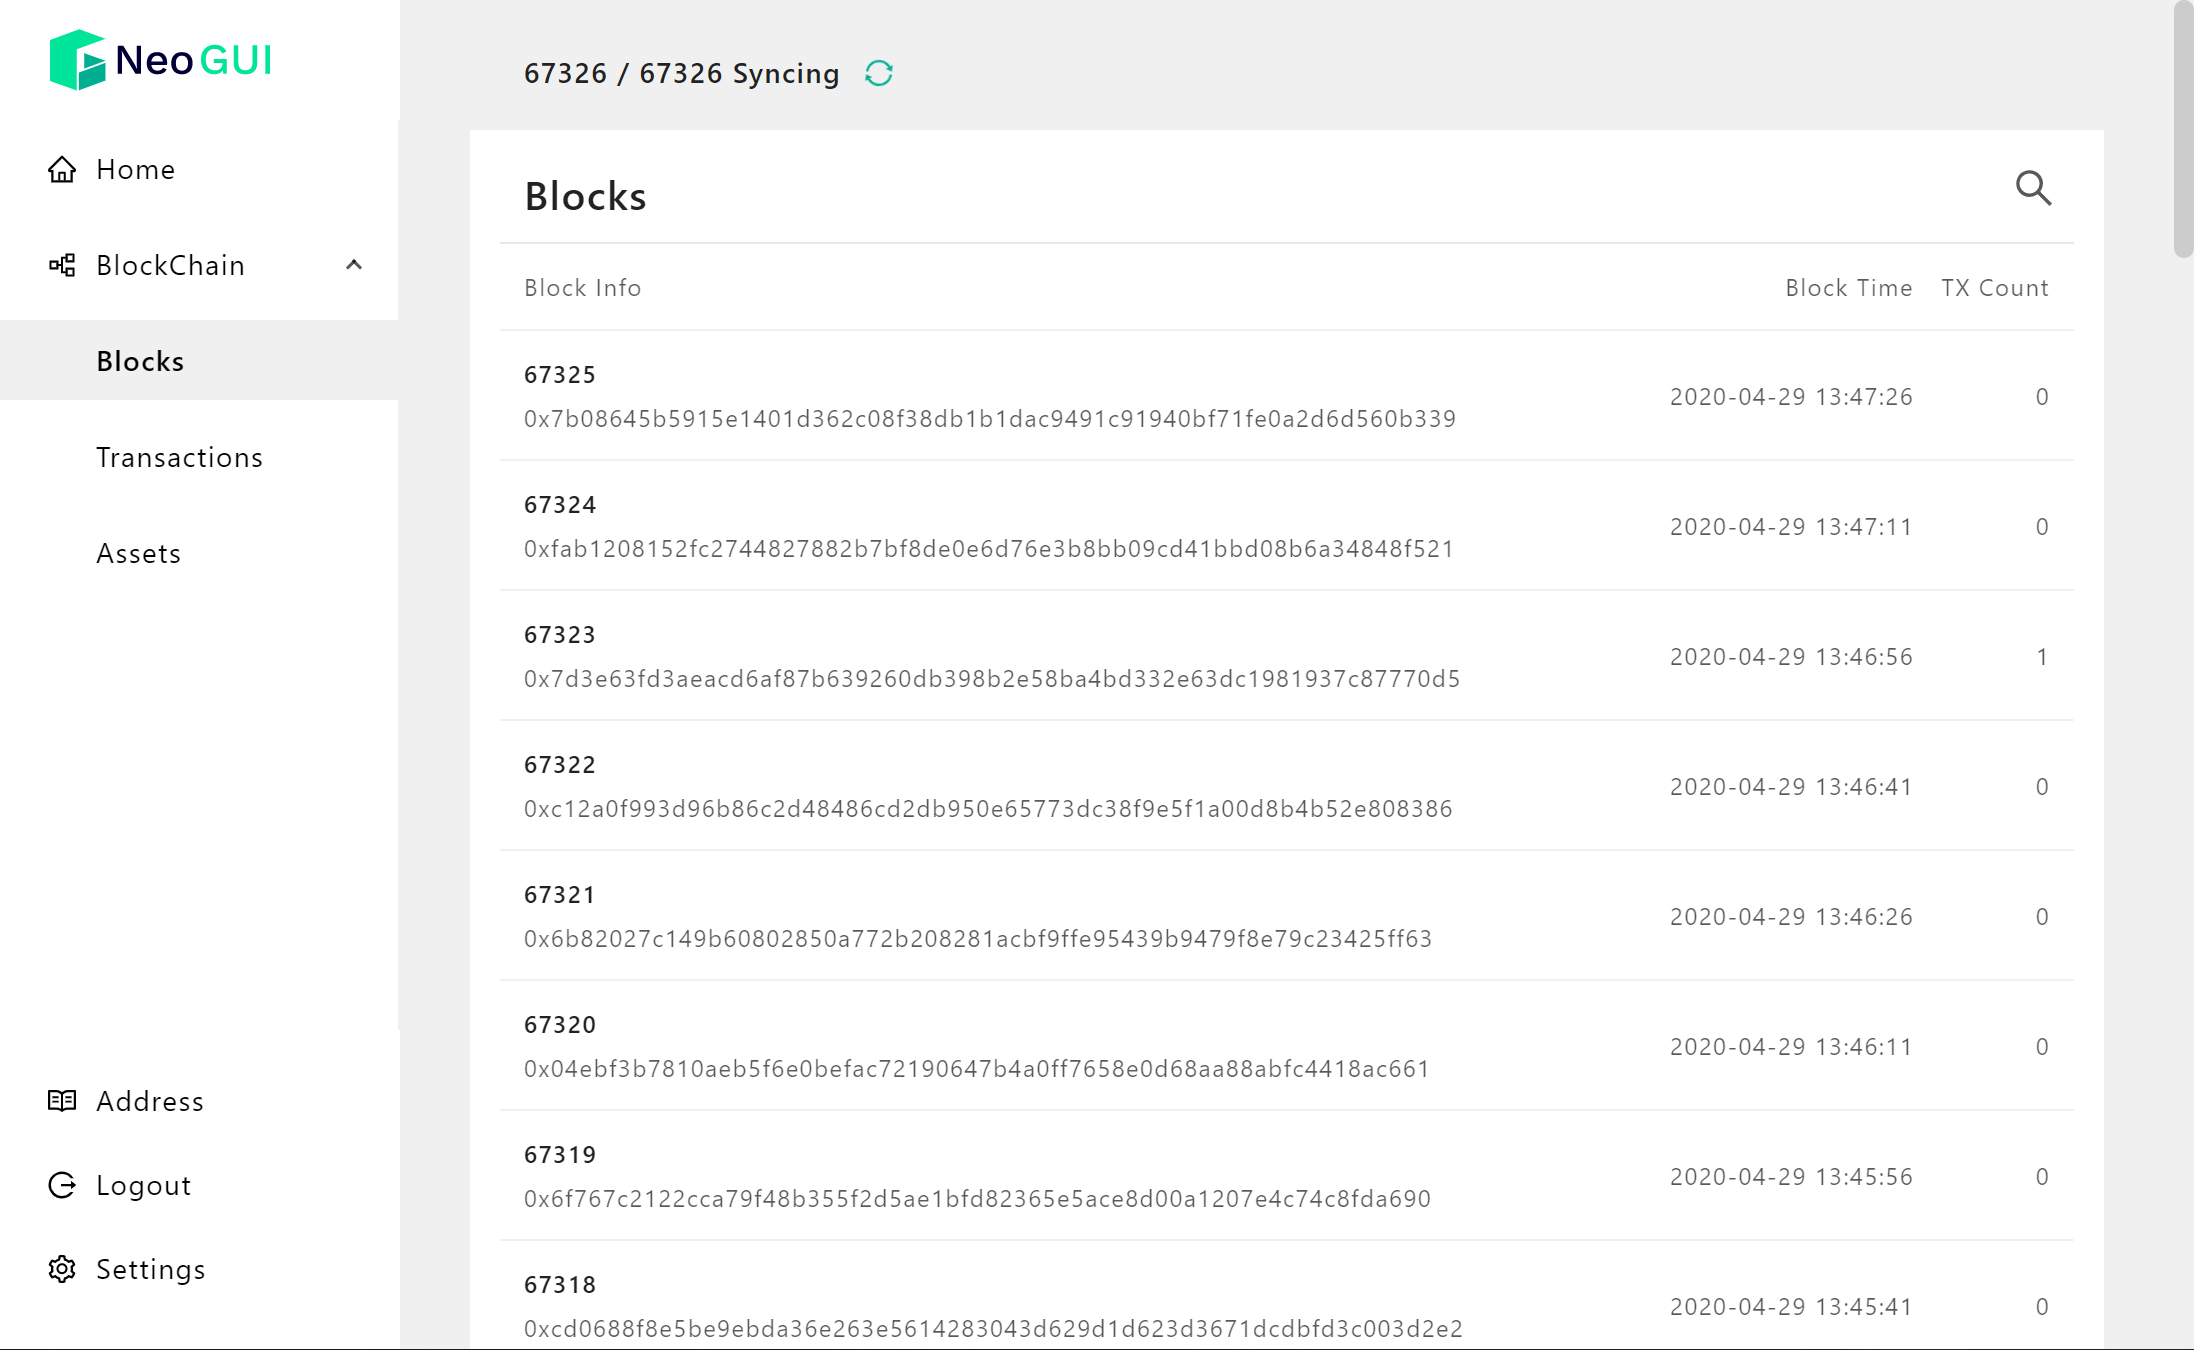 Neo GUI
Home
BlockChain
Blocks
Transactions
Assets
Address
Logout
Settings
67326 / 67326 Syncing
Blocks
Block Info Block Time TX Count
67325
0x7b08645b5915e1401d362c08f38db1b1dac9491c91940bf71fe0a2d6d560b339
2020-04-29 13:47:26 0
67324
0xfab1208152fc2744827882b7bf8de0e6d76e3b8bb09cd41bbd08b6a34848f521
2020-04-29 13:47:11 0
67323
0x7d3e63fd3aeacd6af87b639260db398b2e58ba4bd332e63dc1981937c87770d5
2020-04-29 13:46:56 1
67322
0xc12a0f993d96b86c2d48486cd2db950e65773dc38f9e5f1a00d8b4b52e808386
2020-04-29 13:46:41 0
67321
0x6b82027c149b60802850a772b208281acbf9ffe95439b9479f8e79c23425ff63
2020-04-29 13:46:26 0
67320
0x04ebf3b7810aeb5f6e0befac72190647b4a0ff7658e0d68aa88abfc4418ac661
2020-04-29 13:46:11 0
67319
0x6f767c2122cca79f48b355f2d5ae1bfd82365e5ace8d00a1207e4c74c8fda690
2020-04-29 13:45:56 0
67318
0xcd0688f8e5be9ebda36e263e5614283043d629d1d623d3671dcdbfd3c003d2e2
2020-04-29 13:45:41 0